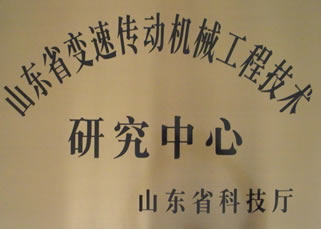 山东省变速传动机械工程技术
研究中心
山东省科技厅